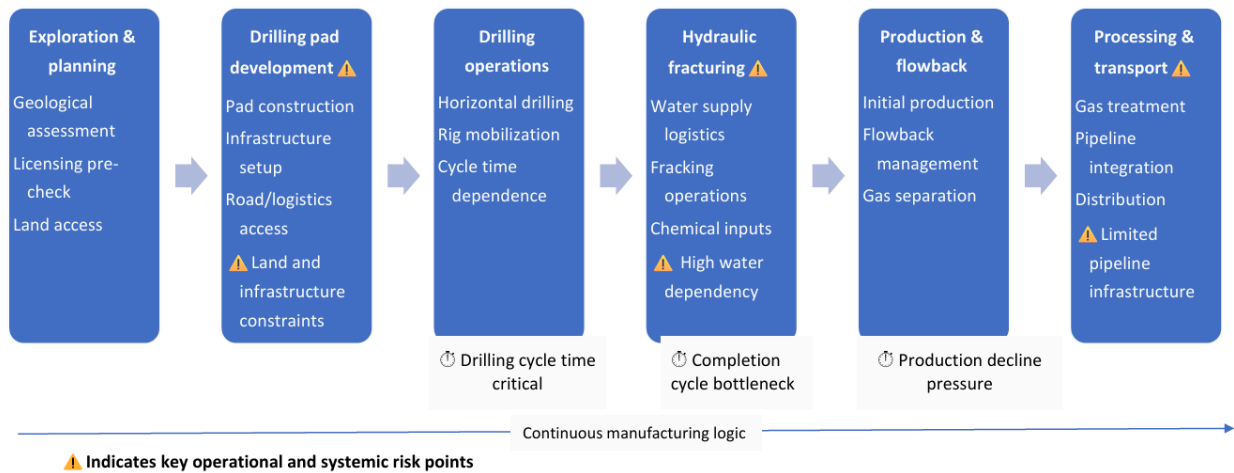 Exploration &
planning
Geological
assessment
Licensing pre-
check
Land access
Drilling pad
development ⚠
Pad construction
Infrastructure
setup
Road/logistics
access
⚠ Land and
infrastructure
constraints
Drilling
operations
Horizontal drilling
Rig mobilization
Cycle time
dependence
⏱ Drilling cycle time
critical
Hydraulic
fracturing ⚠
Water supply
logistics
Fracking
operations
Chemical inputs
⚠ High water
dependency
⏱ Completion
cycle bottleneck
Production &
flowback
Initial production
Flowback
management
Gas separation
⏱ Production decline
pressure
Processing &
transport ⚠
Gas treatment
Pipeline
integration
Distribution
⚠ Limited
pipeline
infrastructure
Continuous manufacturing logic
⚠ Indicates key operational and systemic risk points